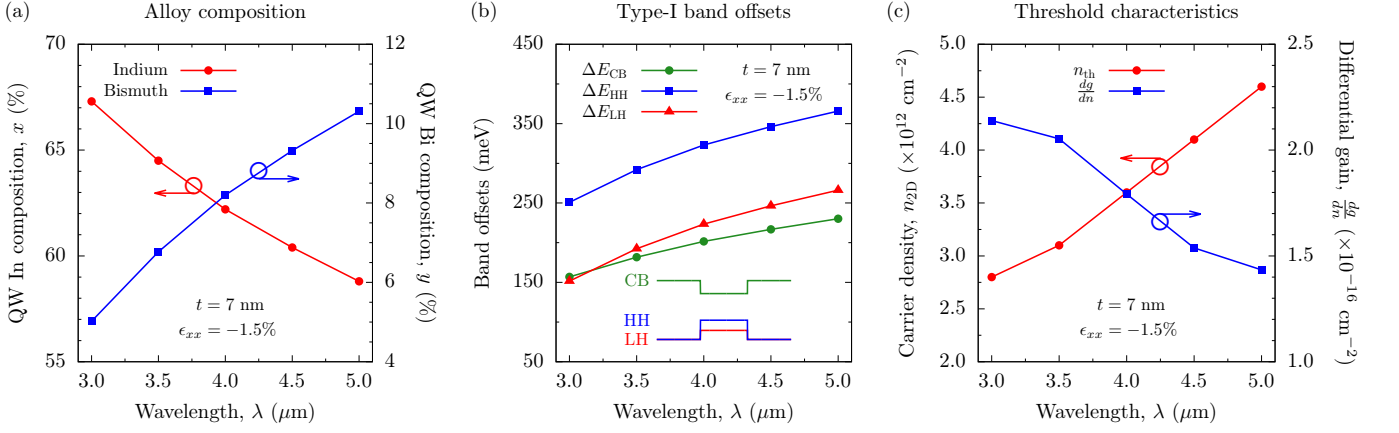 (a) Alloy composition
QW In composition, x (%)
70
65
60
55
Indium
Bismuth
t = 7 nm
ϵxx = −1.5%
12
10
8
6
4
QW Bi composition, y (%)
3.0 3.5 4.0 4.5 5.0
Wavelength, λ (μm)
(b) Type-I band offsets
Band offsets (meV)
450
350
250
150
50
ΔE_CB
ΔE_HH
ΔE_LH
t = 7 nm
ϵxx = −1.5%
CB
HH
LH
3.0 3.5 4.0 4.5 5.0
Wavelength, λ (μm)
(c) Threshold characteristics
Carrier density, n_2D (×10^12 cm^−2)
5.0
4.5
4.0
3.5
3.0
2.5
2.0
n_th
dg/dn
t = 7 nm
ϵxx = −1.5%
2.5
2.0
1.5
1.0
Differential gain, dg/dn (×10^−16 cm^−2)
3.0 3.5 4.0 4.5 5.0
Wavelength, λ (μm)